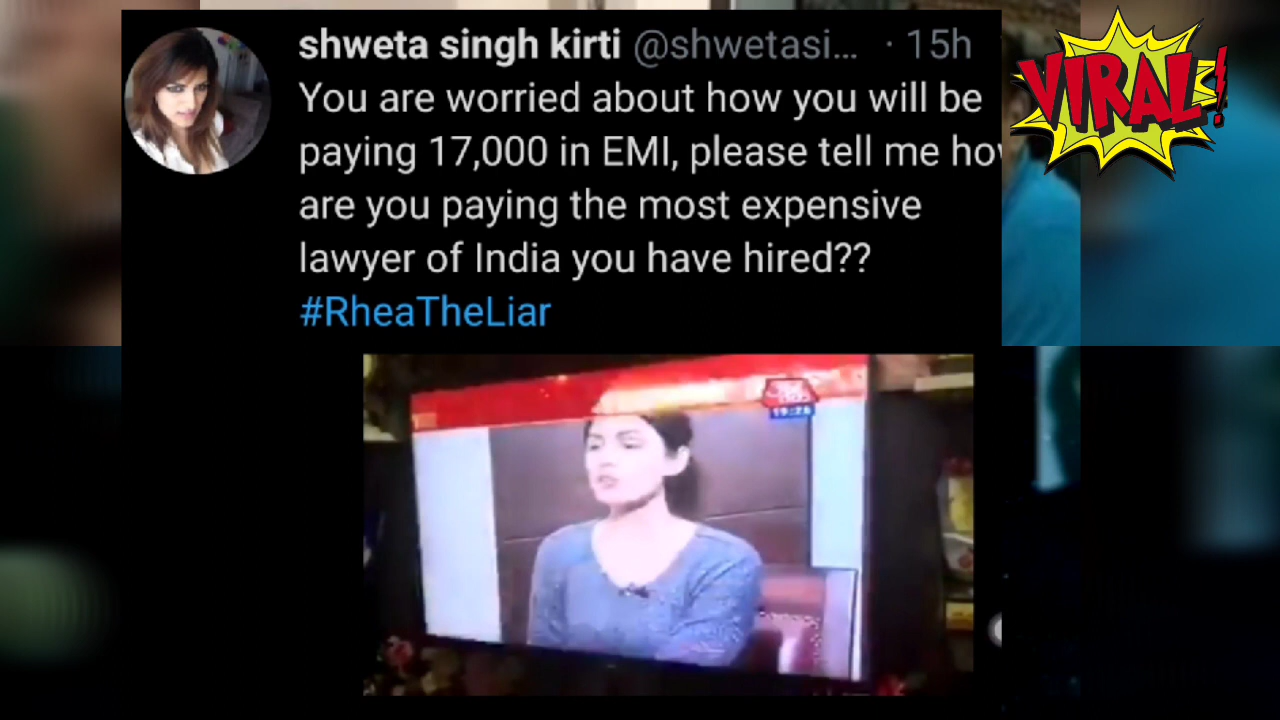 shweta singh kirti @shwetasi... · 15h
VIRAL!
You are worried about how you will be
paying 17,000 in EMI, please tell me how
are you paying the most expensive
lawyer of India you have hired??
#RheaTheLiar